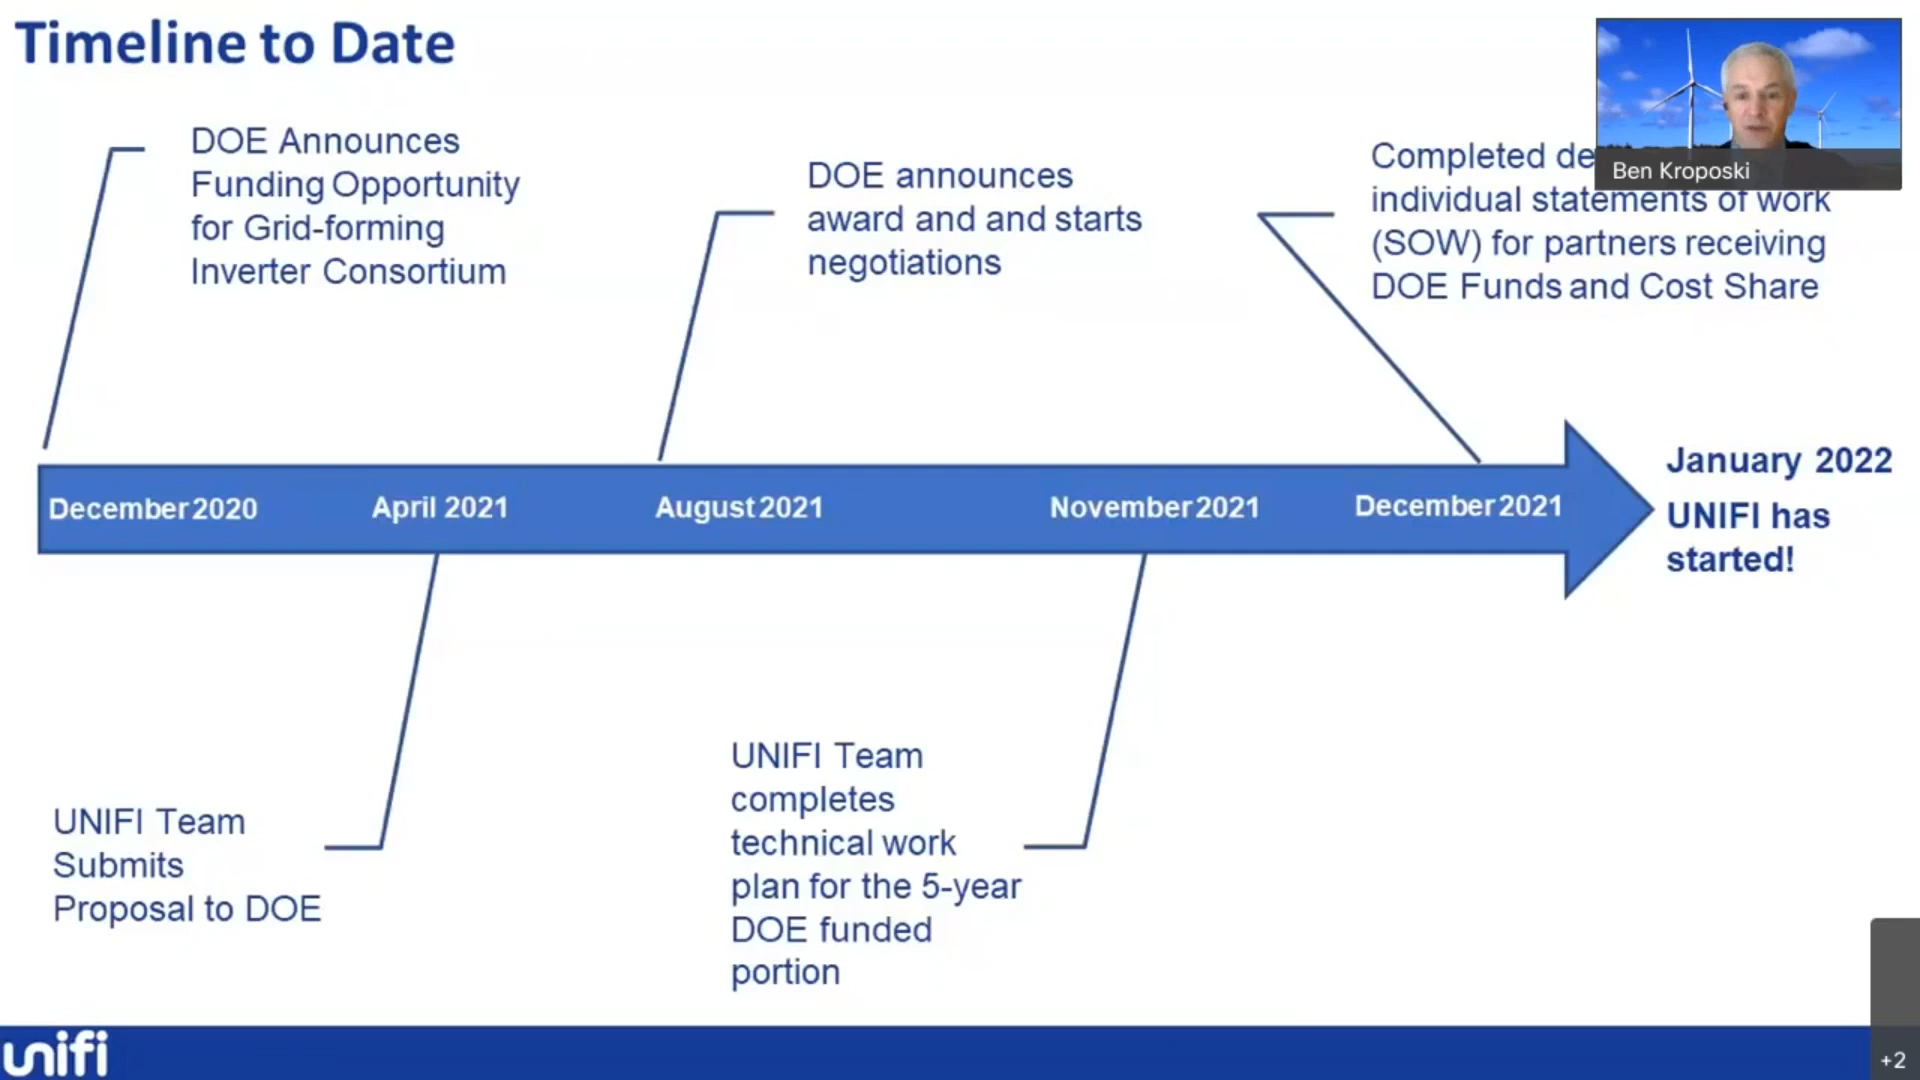 Timeline to Date
DOE Announces
Funding Opportunity
for Grid-forming
Inverter Consortium
DOE announces
award and and starts
negotiations
Completed
individual statements of work
(SOW) for partners receiving
DOE Funds and Cost Share
Ben Kroposki
December 2020
April 2021
August 2021
November 2021
December 2021
January 2022
UNIFI has
started!
UNIFI Team
Submits
Proposal to DOE
UNIFI Team
completes
technical work
plan for the 5-year
DOE funded
portion
unifi
+2